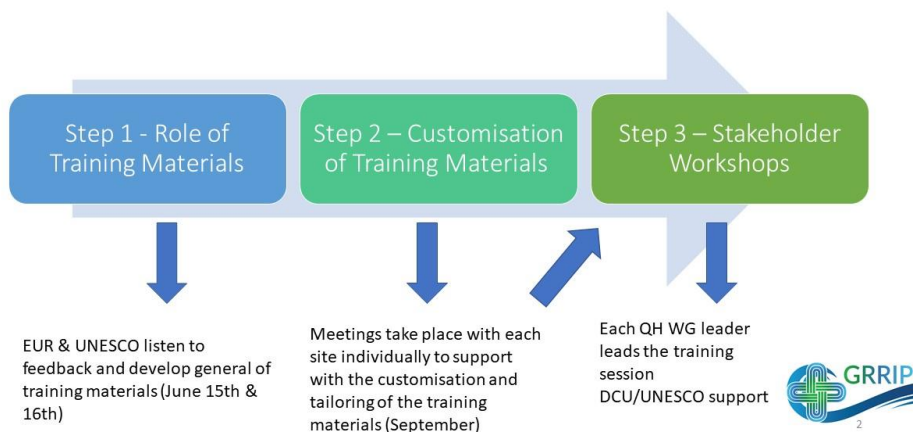 Step 1 - Role of
Training Materials
Step 2 – Customisation
of Training Materials
Step 3 – Stakeholder
Workshops
EUR & UNESCO listen to
feedback and develop general of
training materials (June 15th &
16th)
Meetings take place with each
site individually to support
with the customisation and
tailoring of the training
materials (September)
Each QH WG leader
leads the training
session
DCU/UNESCO support
GRRIP
2